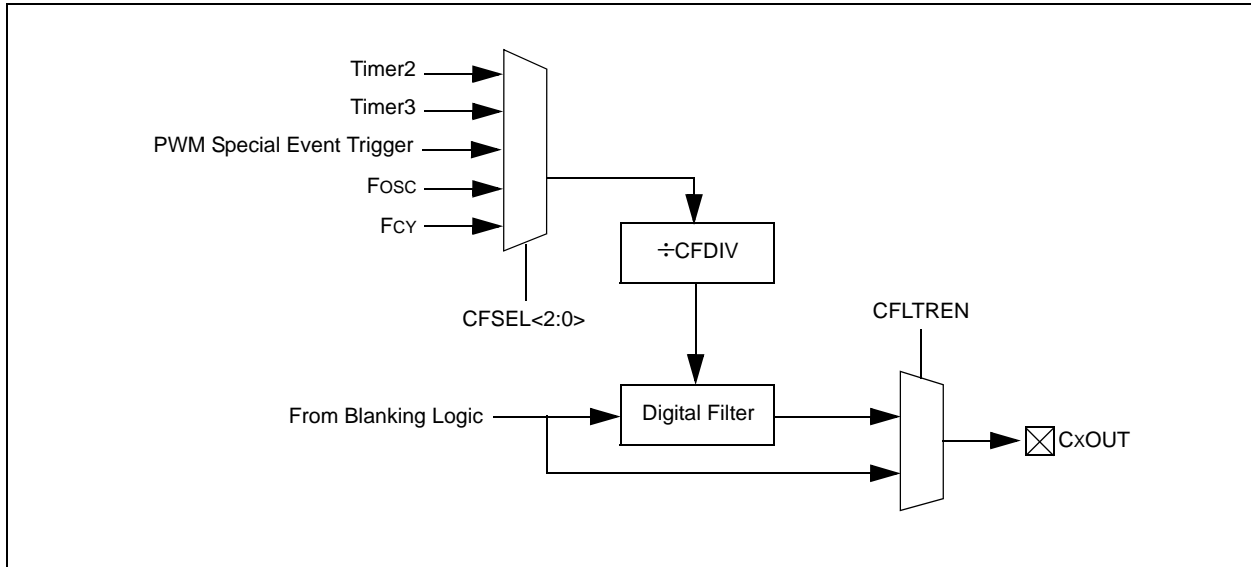 Timer2
Timer3
PWM Special Event Trigger
FOSC
FCY
÷CFDIV
CFSEL<2:0>
CFLTREN
From Blanking Logic
Digital Filter
CXOUT